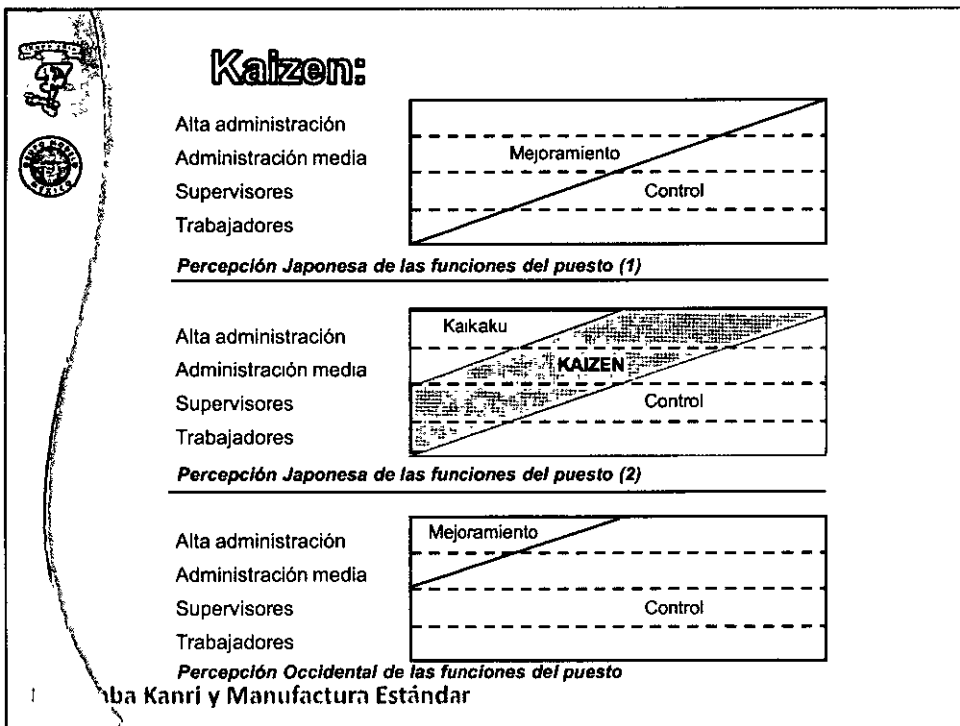 Kaizen:
Alta administración
Administración media
Mejoramiento
Supervisores
Control
Trabajadores
Percepción Japonesa de las funciones del puesto (1)
Kaikaku
Alta administración
Administración media
KAIZEN
Supervisores
Control
Trabajadores
Percepción Japonesa de las funciones del puesto (2)
Mejoramiento
Alta administración
Administración media
Supervisores
Control
Trabajadores
Percepción Occidental de las funciones del puesto
Kanri y Manufactura Estándar